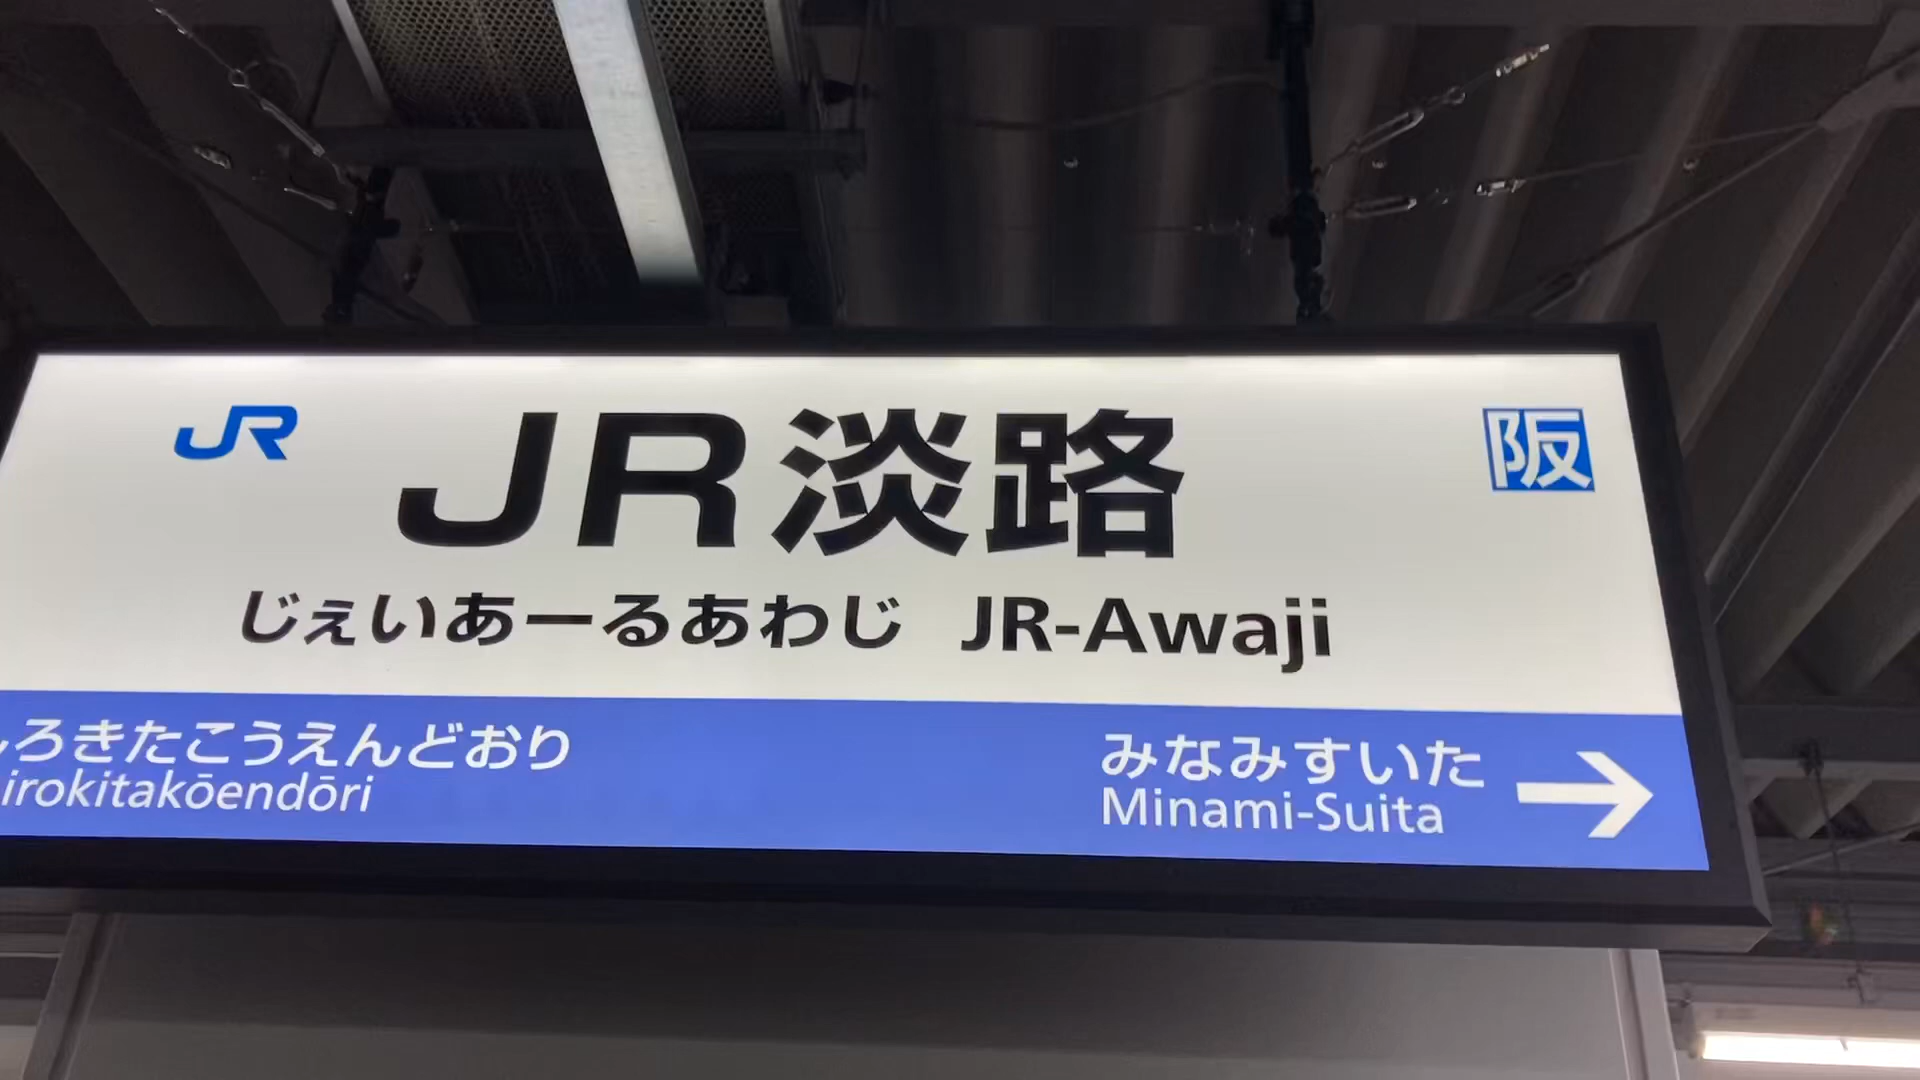 JR JR淡路 阪
じぇいあーるあわじ JR-Awaji
しろきたこうえんどおり
irokitakōendōri
みなみすいた
Minami-Suita
→